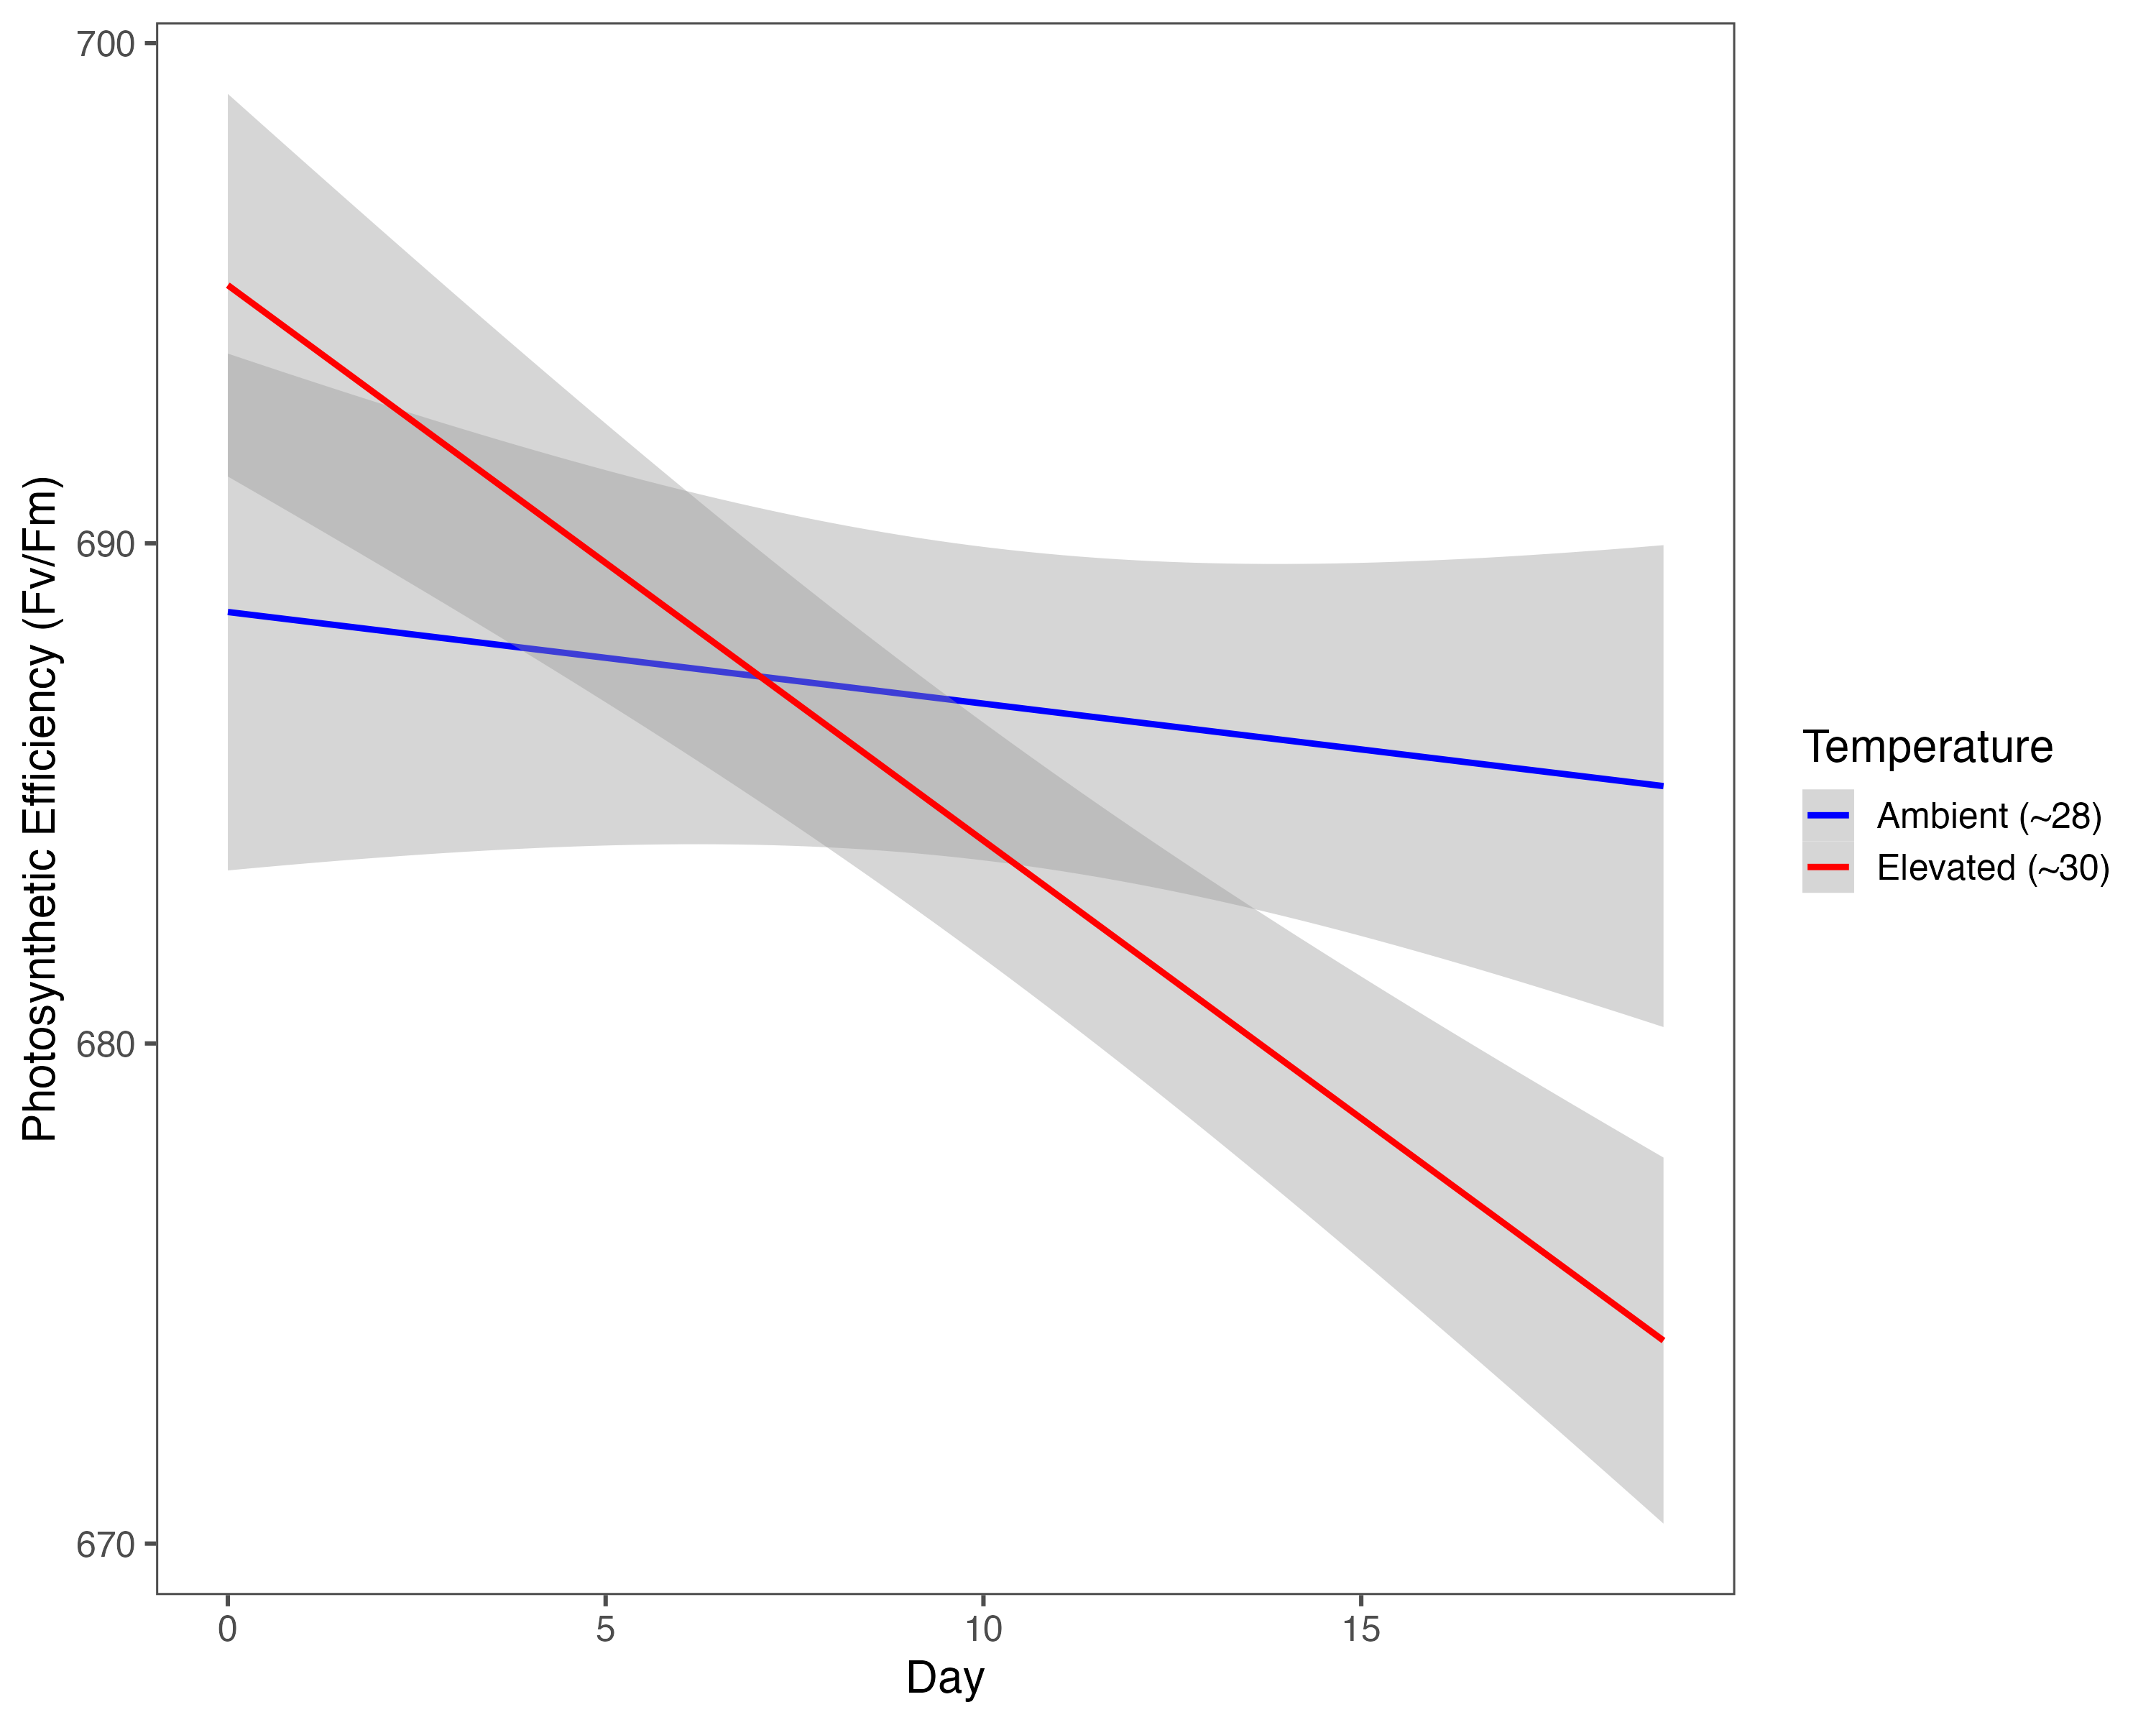 700
690
680
670
Photosynthetic Efficiency (Fv/Fm)
0 5 10 15
Day
Temperature
Ambient (~28)
Elevated (~30)